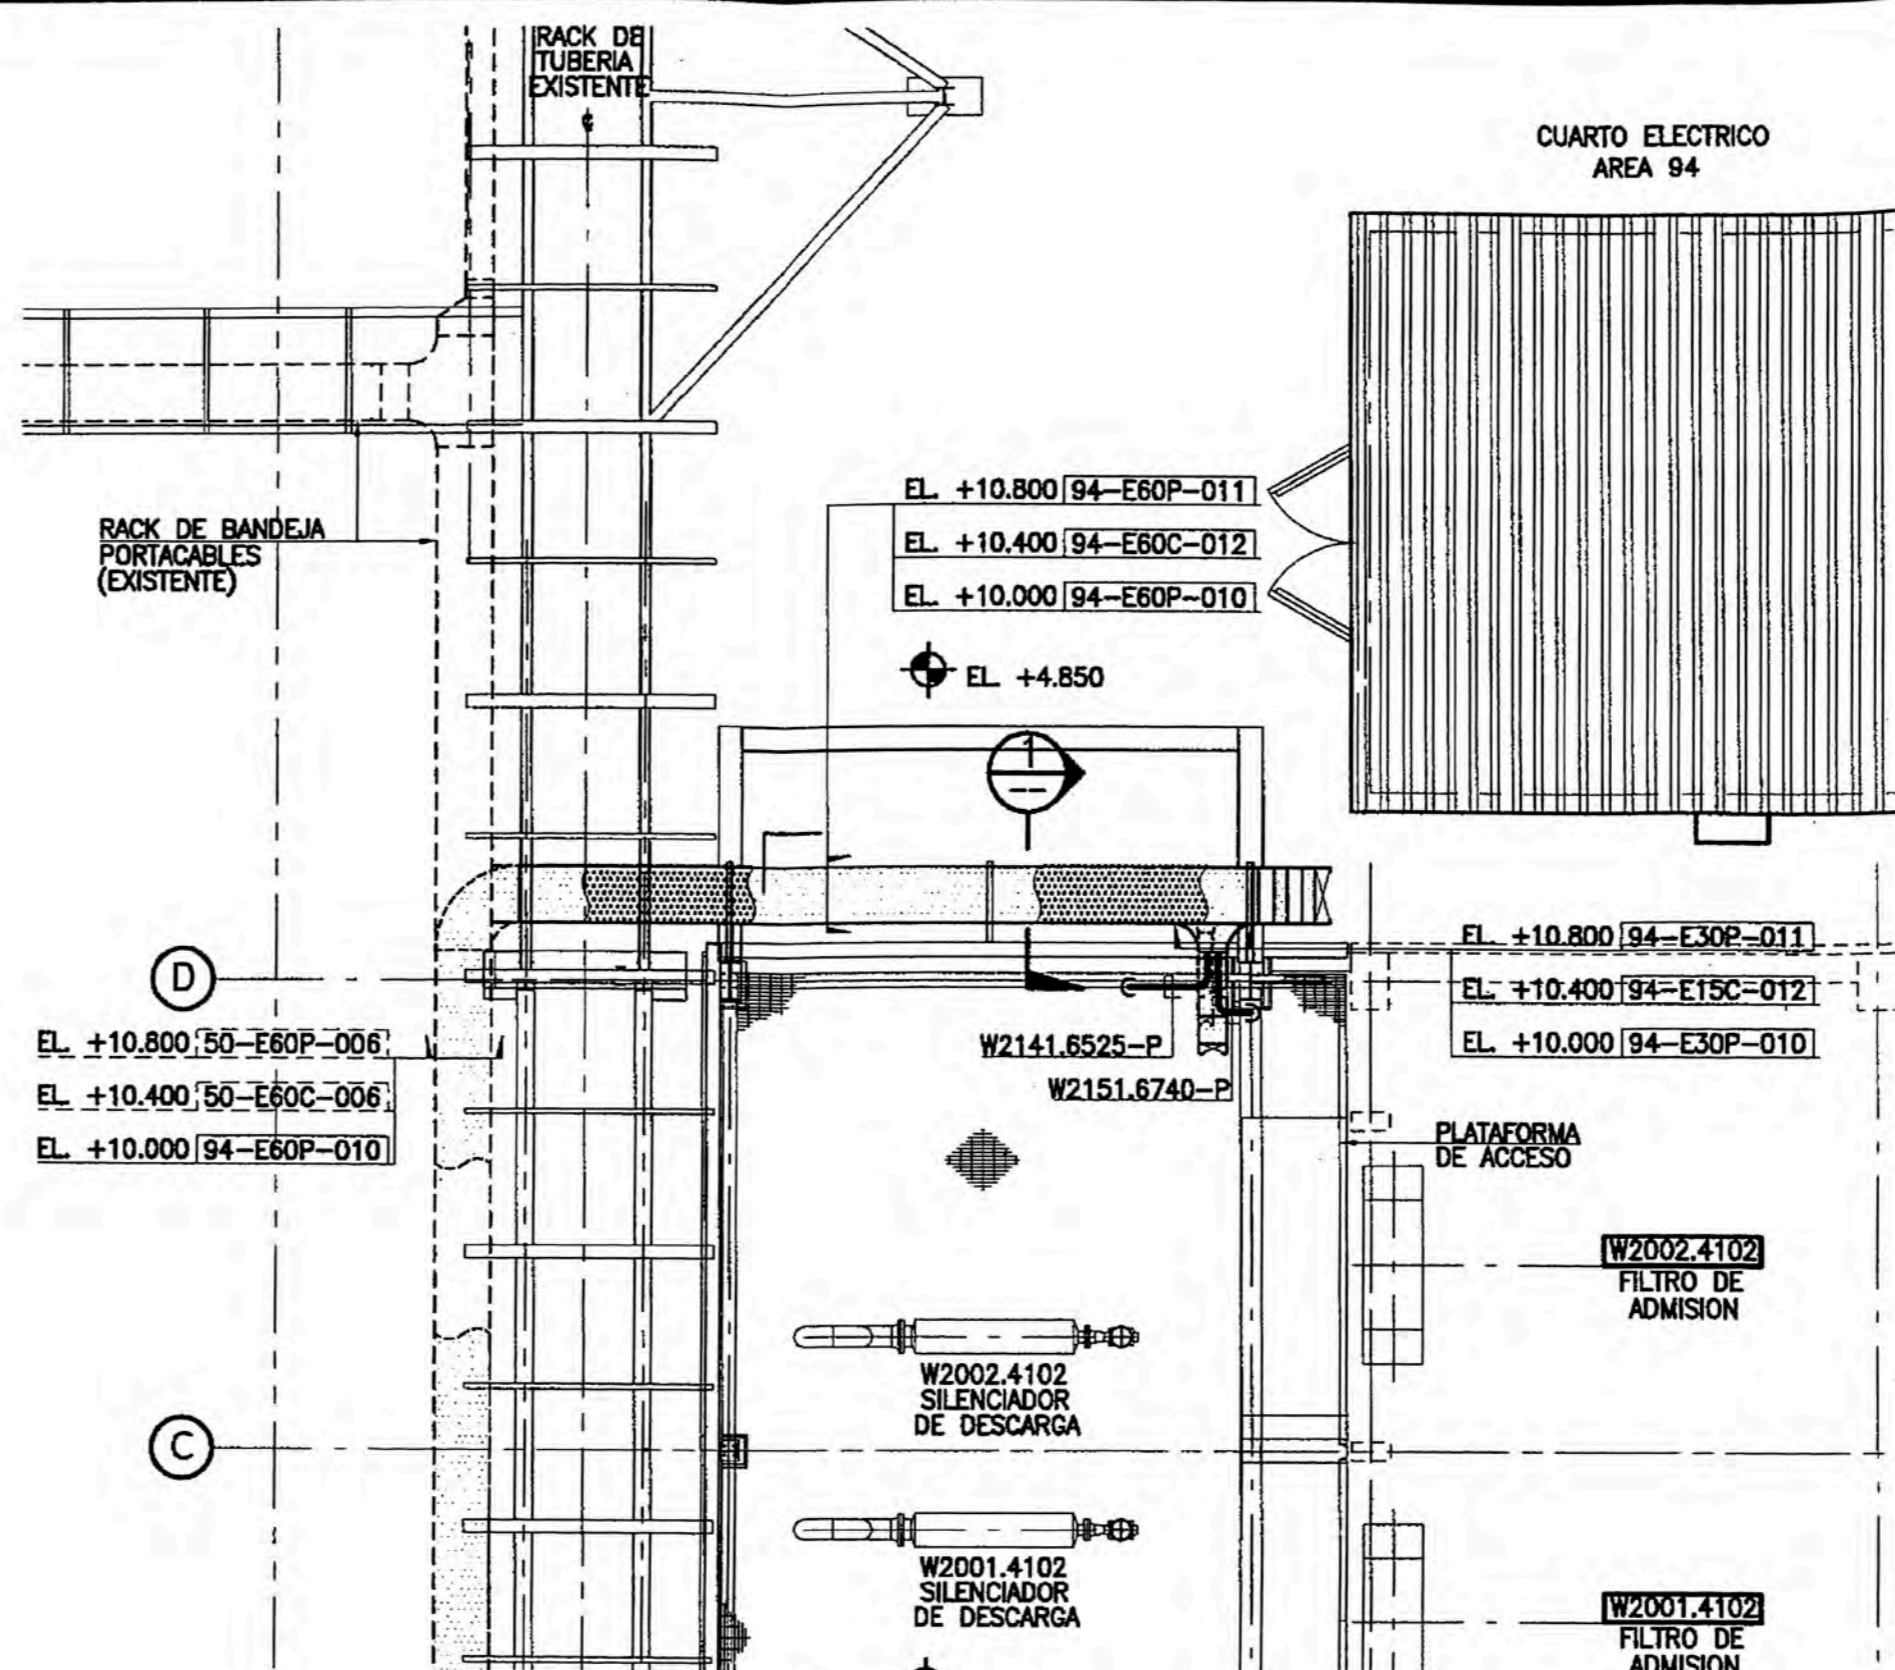 RACK DE
TUBERIA
EXISTENTE
CUARTO ELECTRICO
AREA 94
RACK DE BANDEJA
PORTACABLES
(EXISTENTE)
EL. +10.800 94-E60P-011
EL. +10.400 94-E60C-012
EL. +10.000 94-E60P-010
EL. +4.850
1
--
D
EL. +10.800 50-E60P-006
EL. +10.400 50-E60C-006
EL. +10.000 94-E60P-010
EL. +10.800 94-E30P-011
EL. +10.400 94-E15C-012
EL. +10.000 94-E30P-010
W2141.6525-P
W2151.6740-P
PLATAFORMA
DE ACCESO
W2002.4102
FILTRO DE
ADMISION
W2002.4102
SILENCIADOR
DE DESCARGA
C
W2001.4102
SILENCIADOR
DE DESCARGA
W2001.4102
FILTRO DE
ADMISION